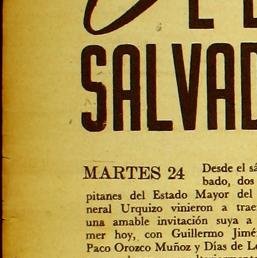 DE L
SALVAD
MARTES 24 Desde el sá
bado, dos
pitanes del Estado Mayor del
neral Urquizo vinieron a trae
una amable invitación suya a
mer hoy, con Guillermo Jimé
Paco Orozco Muñoz y Días de Le